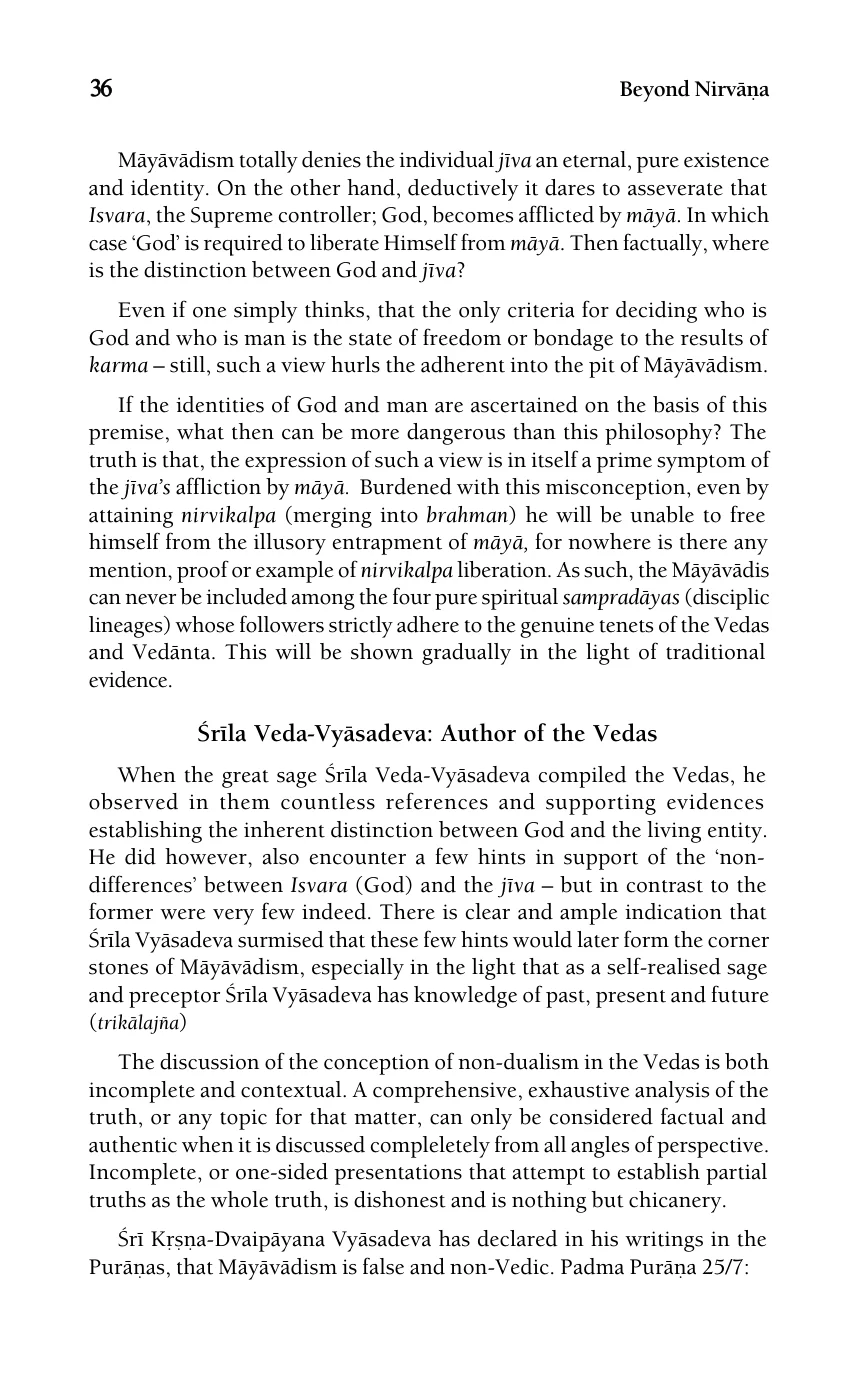 36 Beyond Nirvāṇa
Māyāvādism totally denies the individual jīva an eternal, pure existence
and identity. On the other hand, deductively it dares to asseverate that
Isvara, the Supreme controller; God, becomes afflicted by māyā. In which
case ‘God’ is required to liberate Himself from māyā. Then factually, where
is the distinction between God and jīva?
Even if one simply thinks, that the only criteria for deciding who is
God and who is man is the state of freedom or bondage to the results of
karma – still, such a view hurls the adherent into the pit of Māyāvādism.
If the identities of God and man are ascertained on the basis of this
premise, what then can be more dangerous than this philosophy? The
truth is that, the expression of such a view is in itself a prime symptom of
the jīva’s affliction by māyā. Burdened with this misconception, even by
attaining nirvikalpa (merging into brahman) he will be unable to free
himself from the illusory entrapment of māyā, for nowhere is there any
mention, proof or example of nirvikalpa liberation. As such, the Māyāvādis
can never be included among the four pure spiritual sampradāyas (disciplic
lineages) whose followers strictly adhere to the genuine tenets of the Vedas
and Vedānta. This will be shown gradually in the light of traditional
evidence.
Śrīla Veda-Vyāsadeva: Author of the Vedas
When the great sage Śrīla Veda-Vyāsadeva compiled the Vedas, he
observed in them countless references and supporting evidences
establishing the inherent distinction between God and the living entity.
He did however, also encounter a few hints in support of the ‘non-
differences’ between Isvara (God) and the jīva – but in contrast to the
former were very few indeed. There is clear and ample indication that
Śrīla Vyāsadeva surmised that these few hints would later form the corner
stones of Māyāvādism, especially in the light that as a self-realised sage
and preceptor Śrīla Vyāsadeva has knowledge of past, present and future
(trikālajña)
The discussion of the conception of non-dualism in the Vedas is both
incomplete and contextual. A comprehensive, exhaustive analysis of the
truth, or any topic for that matter, can only be considered factual and
authentic when it is discussed compleletely from all angles of perspective.
Incomplete, or one-sided presentations that attempt to establish partial
truths as the whole truth, is dishonest and is nothing but chicanery.
Śrī Kṛṣṇa-Dvaipāyana Vyāsadeva has declared in his writings in the
Purāṇas, that Māyāvādism is false and non-Vedic. Padma Purāṇa 25/7: